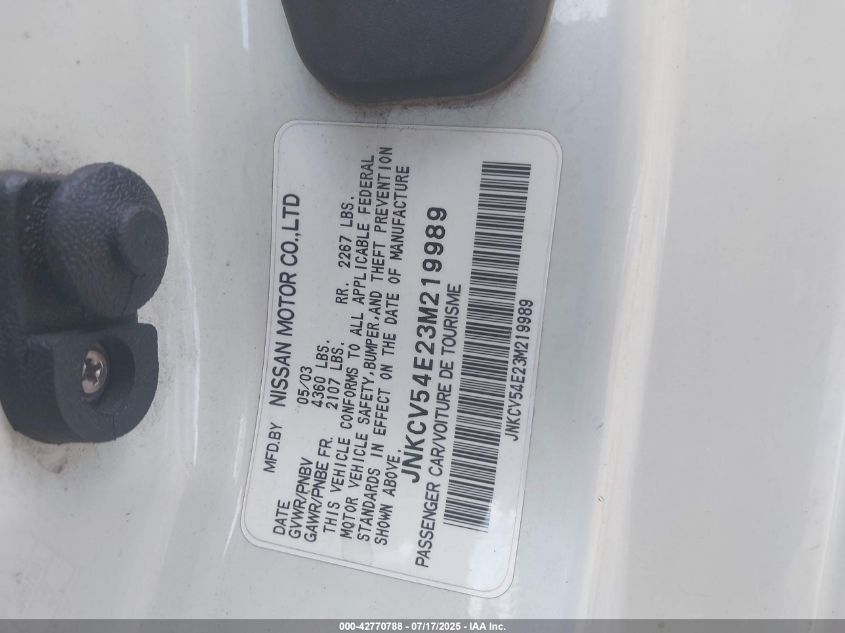 MFD.BY NISSAN MOTOR CO.,LTD
DATE 05/03
GVWR/PNBV 4360 LBS.
GAWR/PNBE FR. 2107 LBS. RR. 2267 LBS.
THIS VEHICLE CONFORMS TO ALL APPLICABLE FEDERAL
MOTOR VEHICLE SAFETY,BUMPER,AND THEFT PREVENTION
STANDARDS IN EFFECT ON THE DATE OF MANUFACTURE
SHOWN ABOVE.
JNKCV54E23M219989
PASSENGER CAR/VOITURE DE TOURISME
JNKCV54E23M219989
000-42770788 - 07/17/2025 - IAA Inc.